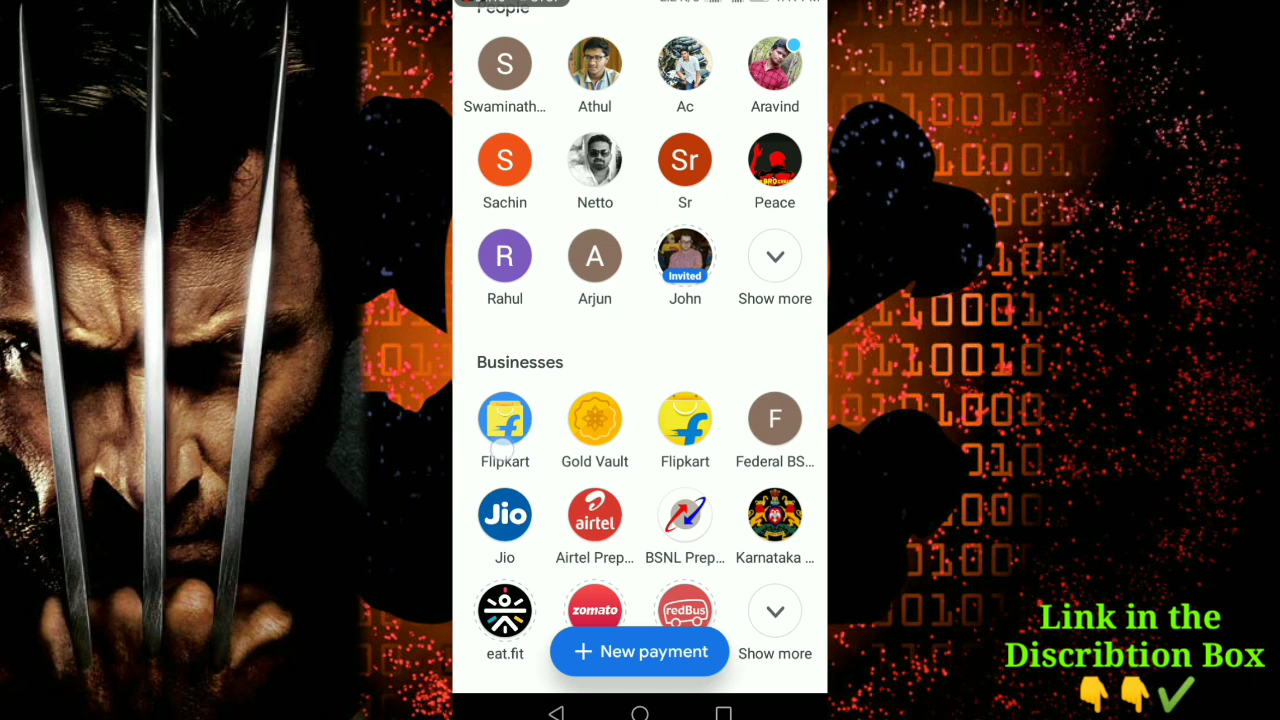 People
S
Swaminath...
Athul
Ac
Aravind
S
Sr
Sachin
Netto
Sr
Peace
R
A
Invited
Rahul
Arjun
John
Show more
Businesses
F
Flipkart
Gold Vault
Flipkart
Federal BS...
Jio
airtel
Jio
Airtel Prep...
BSNL Prep...
Karnataka ...
zomato
redBus
eat.fit
+ New payment
Show more
Link in the
Discribtion Box
👇👇✔